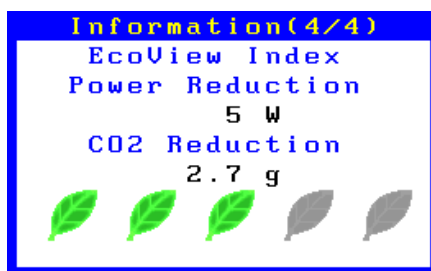 Information(4/4)
EcoView Index
Power Reduction
5 W
CO2 Reduction
2.7 g